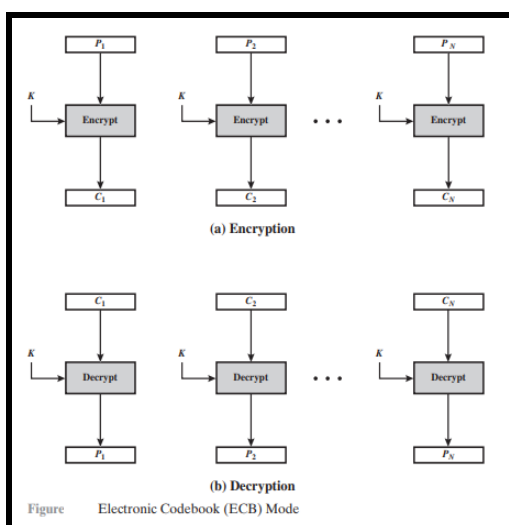 P1 P2 PN
K K K
Encrypt Encrypt • • • Encrypt
C1 C2 CN
(a) Encryption
C1 C2 CN
K K K
Decrypt Decrypt • • • Decrypt
P1 P2 PN
(b) Decryption
Figure Electronic Codebook (ECB) Mode